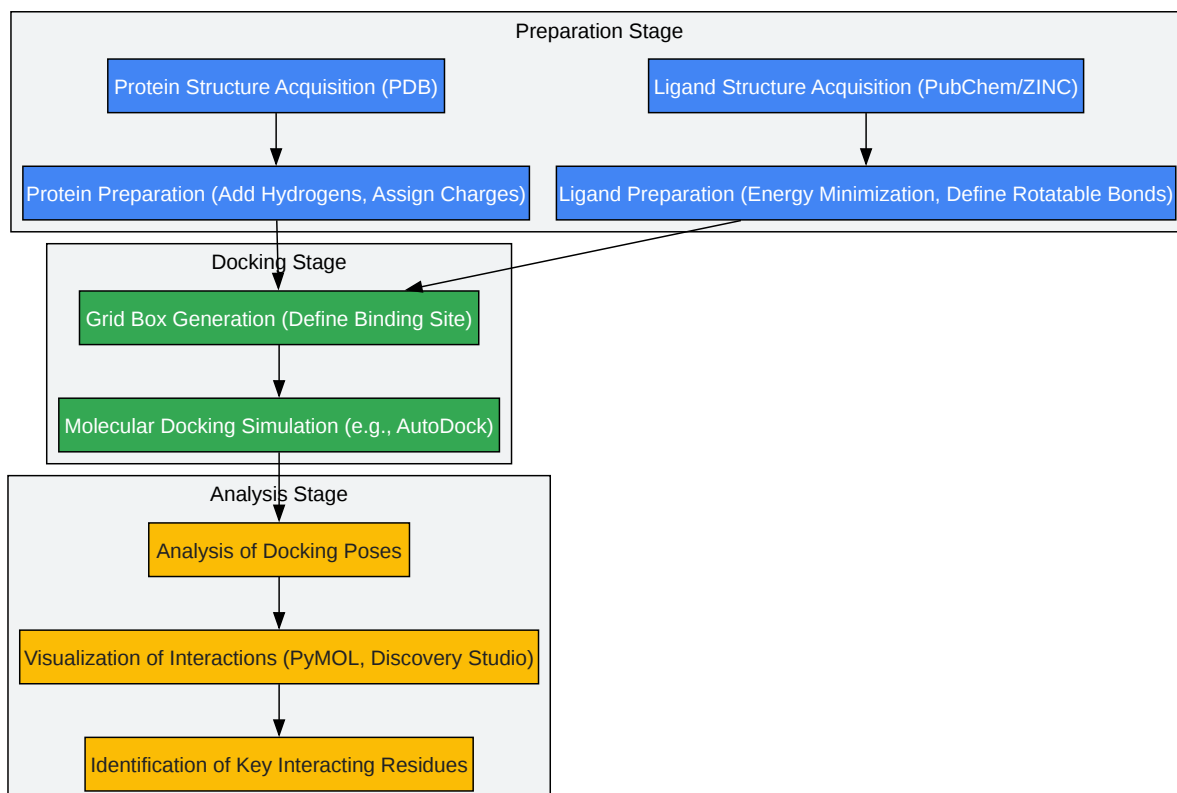 Preparation Stage
Protein Structure Acquisition (PDB)
Ligand Structure Acquisition (PubChem/ZINC)
Protein Preparation (Add Hydrogens, Assign Charges)
Ligand Preparation (Energy Minimization, Define Rotatable Bonds)
Docking Stage
Grid Box Generation (Define Binding Site)
Molecular Docking Simulation (e.g., AutoDock)
Analysis Stage
Analysis of Docking Poses
Visualization of Interactions (PyMOL, Discovery Studio)
Identification of Key Interacting Residues